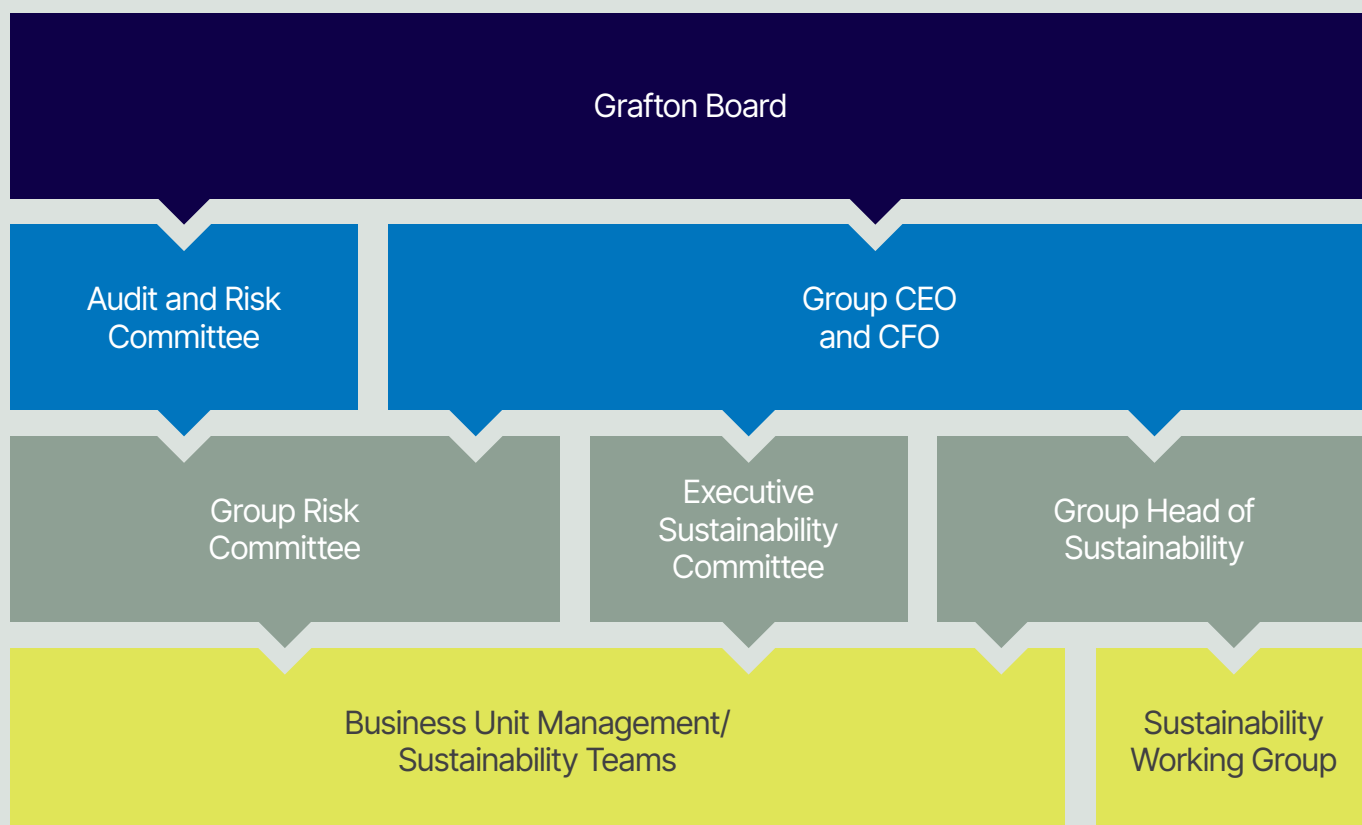 Grafton Board
Audit and Risk
Committee
Group CEO
and CFO
Group Risk
Committee
Executive
Sustainability
Committee
Group Head of
Sustainability
Business Unit Management/
Sustainability Teams
Sustainability
Working Group